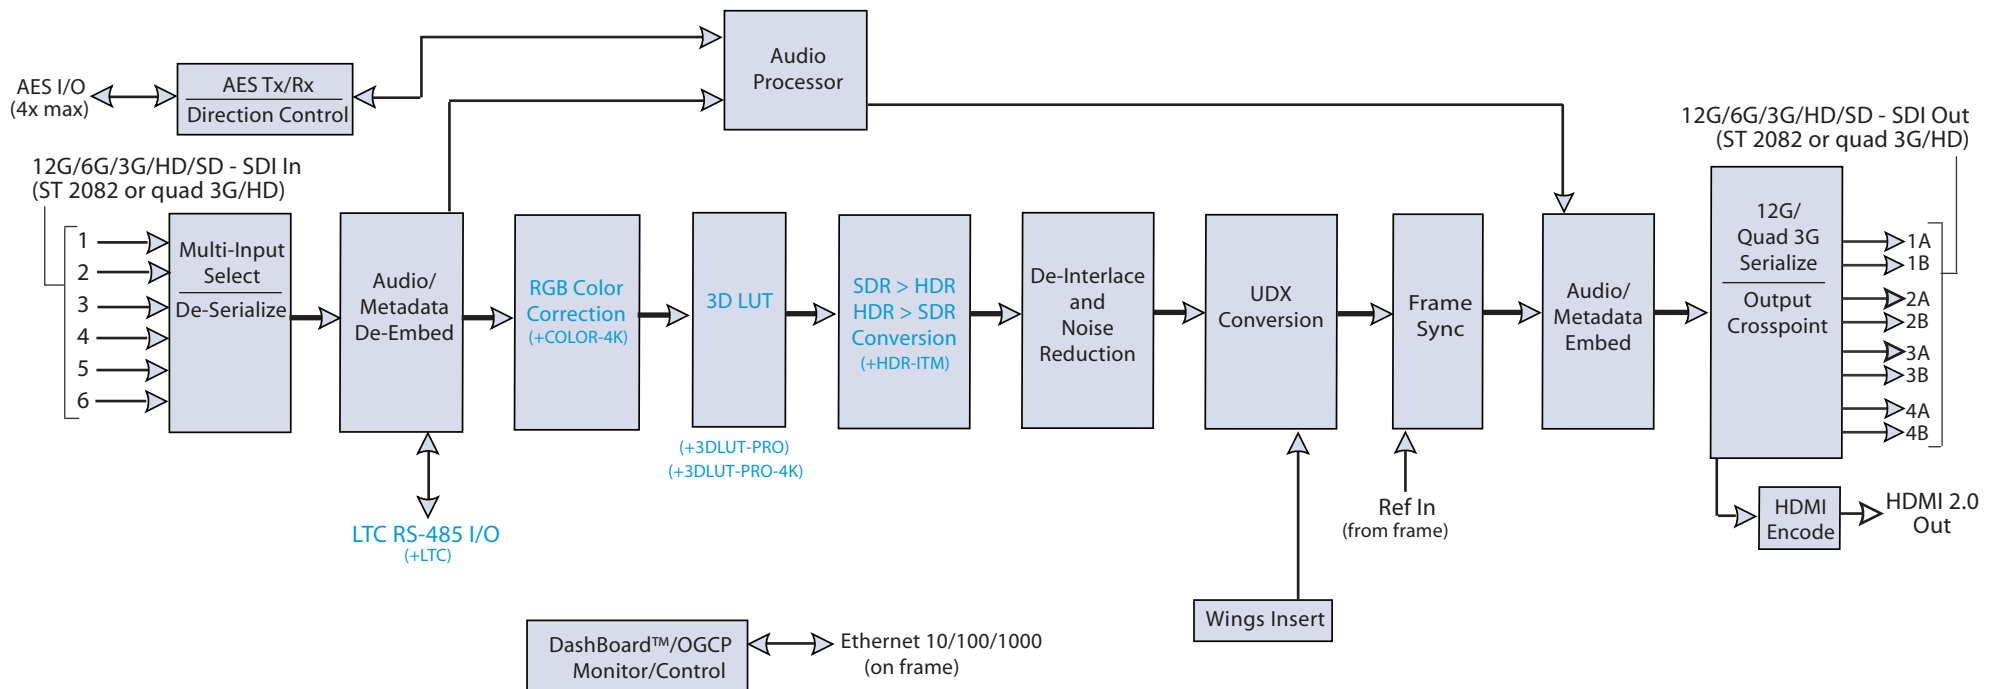 AES I/O
(4x max)
AES Tx/Rx
Direction Control
Audio
Processor
12G/6G/3G/HD/SD - SDI In
(ST 2082 or quad 3G/HD)
1
2
3
4
5
6
Multi-Input
Select
De-Serialize
Audio/
Metadata
De-Embed
LTC RS-485 I/O
(+LTC)
RGB Color
Correction
(+COLOR-4K)
3D LUT
(+3DLUT-PRO)
(+3DLUT-PRO-4K)
SDR > HDR
HDR > SDR
Conversion
(+HDR-ITM)
De-Interlace
and
Noise
Reduction
UDX
Conversion
Wings Insert
Frame
Sync
Ref In
(from frame)
Audio/
Metadata
Embed
12G/6G/3G/HD/SD - SDI Out
(ST 2082 or quad 3G/HD)
12G/
Quad 3G
Serialize
Output
Crosspoint
1A
1B
2A
2B
3A
3B
4A
4B
HDMI
Encode
HDMI 2.0
Out
DashBoard™/OGCP
Monitor/Control
Ethernet 10/100/1000
(on frame)